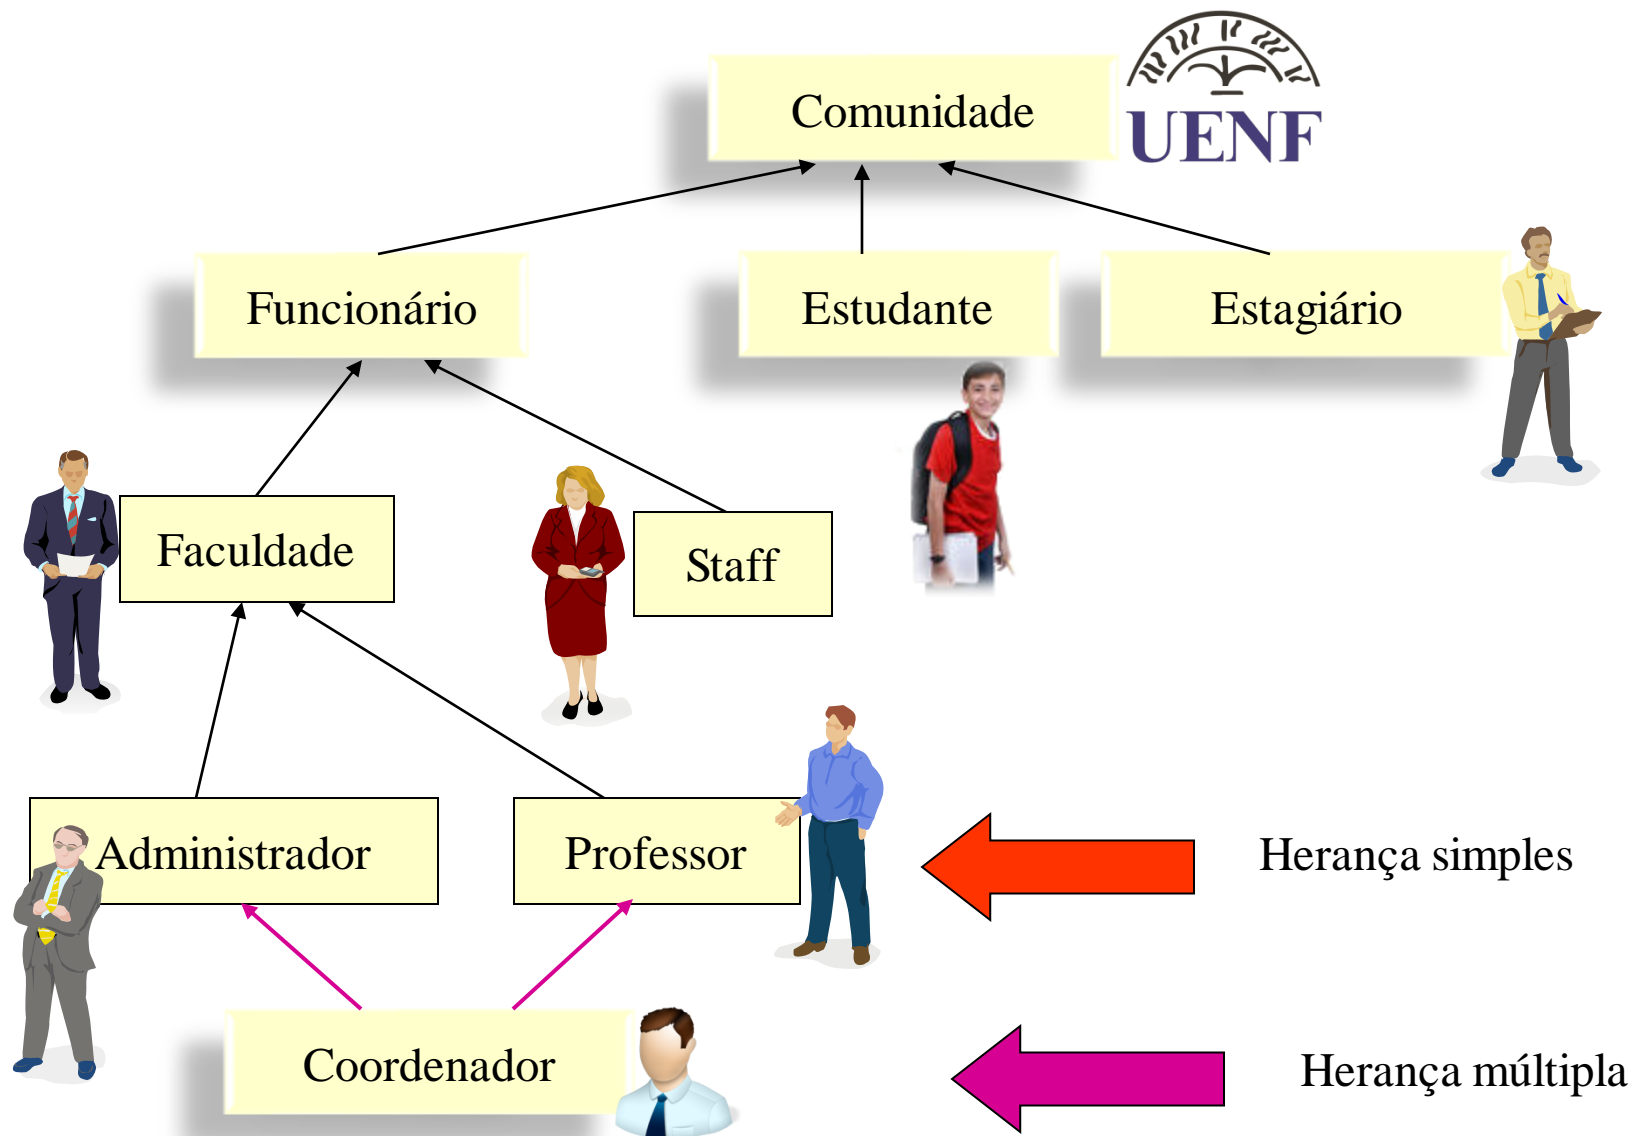 Comunidade
UENF
Funcionário
Estudante
Estagiário
Faculdade
Staff
Administrador
Professor
Herança simples
Coordenador
Herança múltipla